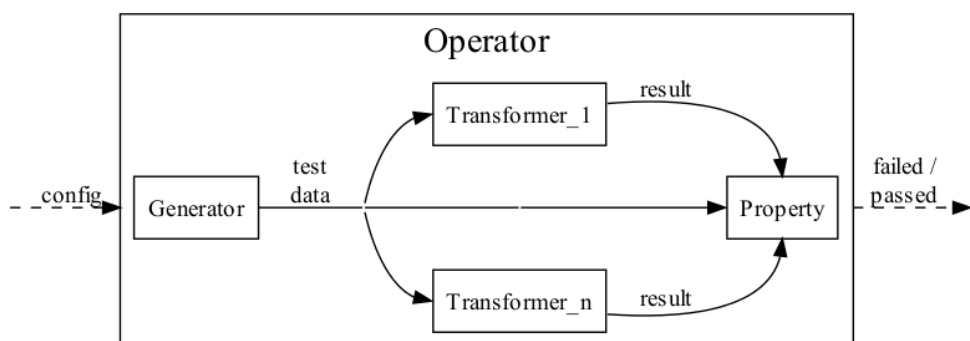 Operator
Transformer_1
result
test
data
config
Generator
Property
failed /
passed
Transformer_n
result